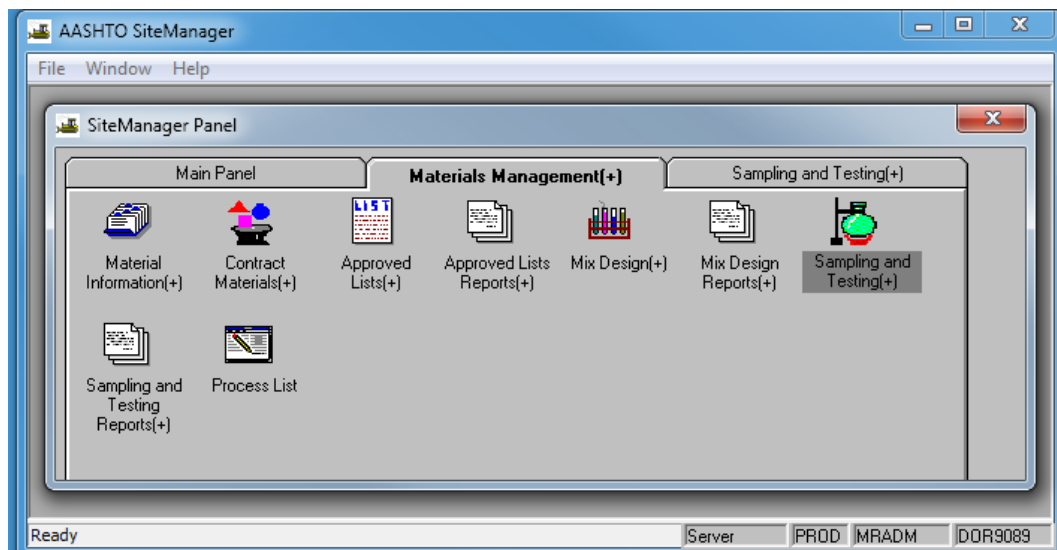 AASHTO SiteManager
File Window Help
SiteManager Panel
Main Panel
Materials Management(+)
Sampling and Testing(+)
LIST
Material
Information(+)
Contract
Materials(+)
Approved
Lists(+)
Approved Lists
Reports(+)
Mix Design(+)
Mix Design
Reports(+)
Sampling and
Testing(+)
Sampling and
Testing
Reports(+)
Process List
Ready
Server
PROD
MRADM
DOR9089